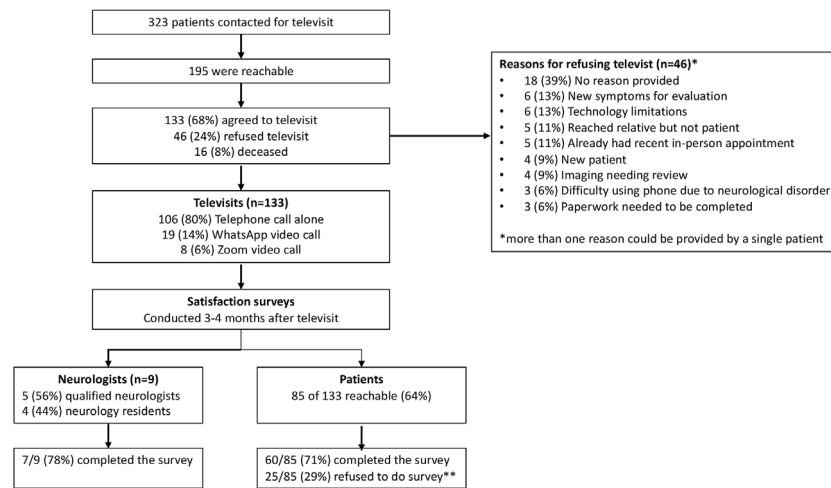 323 patients contacted for televisit
195 were reachable
133 (68%) agreed to televisit
46 (24%) refused televisit
16 (8%) deceased
Reasons for refusing televist (n=46)*
• 18 (39%) No reason provided
• 6 (13%) New symptoms for evaluation
• 6 (13%) Technology limitations
• 5 (11%) Reached relative but not patient
• 5 (11%) Already had recent in-person appointment
• 4 (9%) New patient
• 4 (9%) Imaging needing review
• 3 (6%) Difficulty using phone due to neurological disorder
• 3 (6%) Paperwork needed to be completed
*more than one reason could be provided by a single patient
Televisits (n=133)
106 (80%) Telephone call alone
19 (14%) WhatsApp video call
8 (6%) Zoom video call
Satisfaction surveys
Conducted 3-4 months after televisit
Neurologists (n=9)
5 (56%) qualified neurologists
4 (44%) neurology residents
Patients
85 of 133 reachable (64%)
7/9 (78%) completed the survey
60/85 (71%) completed the survey
25/85 (29%) refused to do survey**